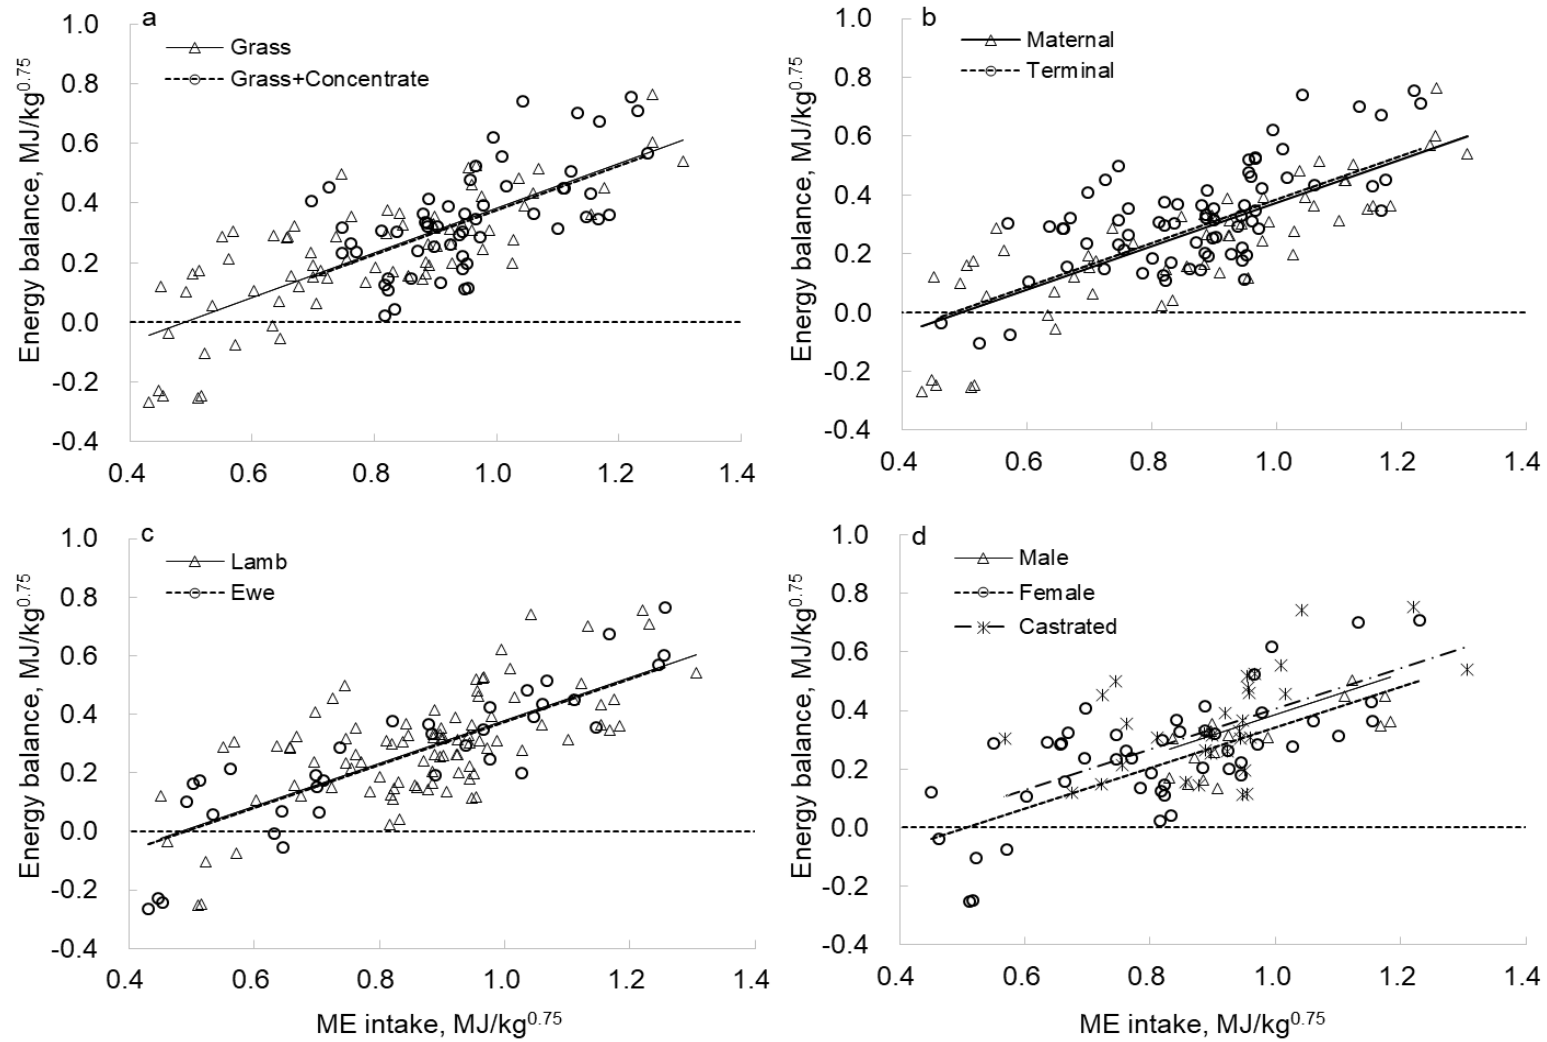 a
Grass
Grass+Concentrate
Energy balance, MJ/kg0.75
1.0
0.8
0.6
0.4
0.2
0.0
-0.2
-0.4
0.4 0.6 0.8 1.0 1.2 1.4
b
Maternal
Terminal
Energy balance, MJ/kg0.75
1.0
0.8
0.6
0.4
0.2
0.0
-0.2
-0.4
0.4 0.6 0.8 1.0 1.2 1.4
c
Lamb
Ewe
Energy balance, MJ/kg0.75
1.0
0.8
0.6
0.4
0.2
0.0
-0.2
-0.4
0.4 0.6 0.8 1.0 1.2 1.4
ME intake, MJ/kg0.75
d
Male
Female
Castrated
Energy balance, MJ/kg0.75
1.0
0.8
0.6
0.4
0.2
0.0
-0.2
-0.4
0.4 0.6 0.8 1.0 1.2 1.4
ME intake, MJ/kg0.75